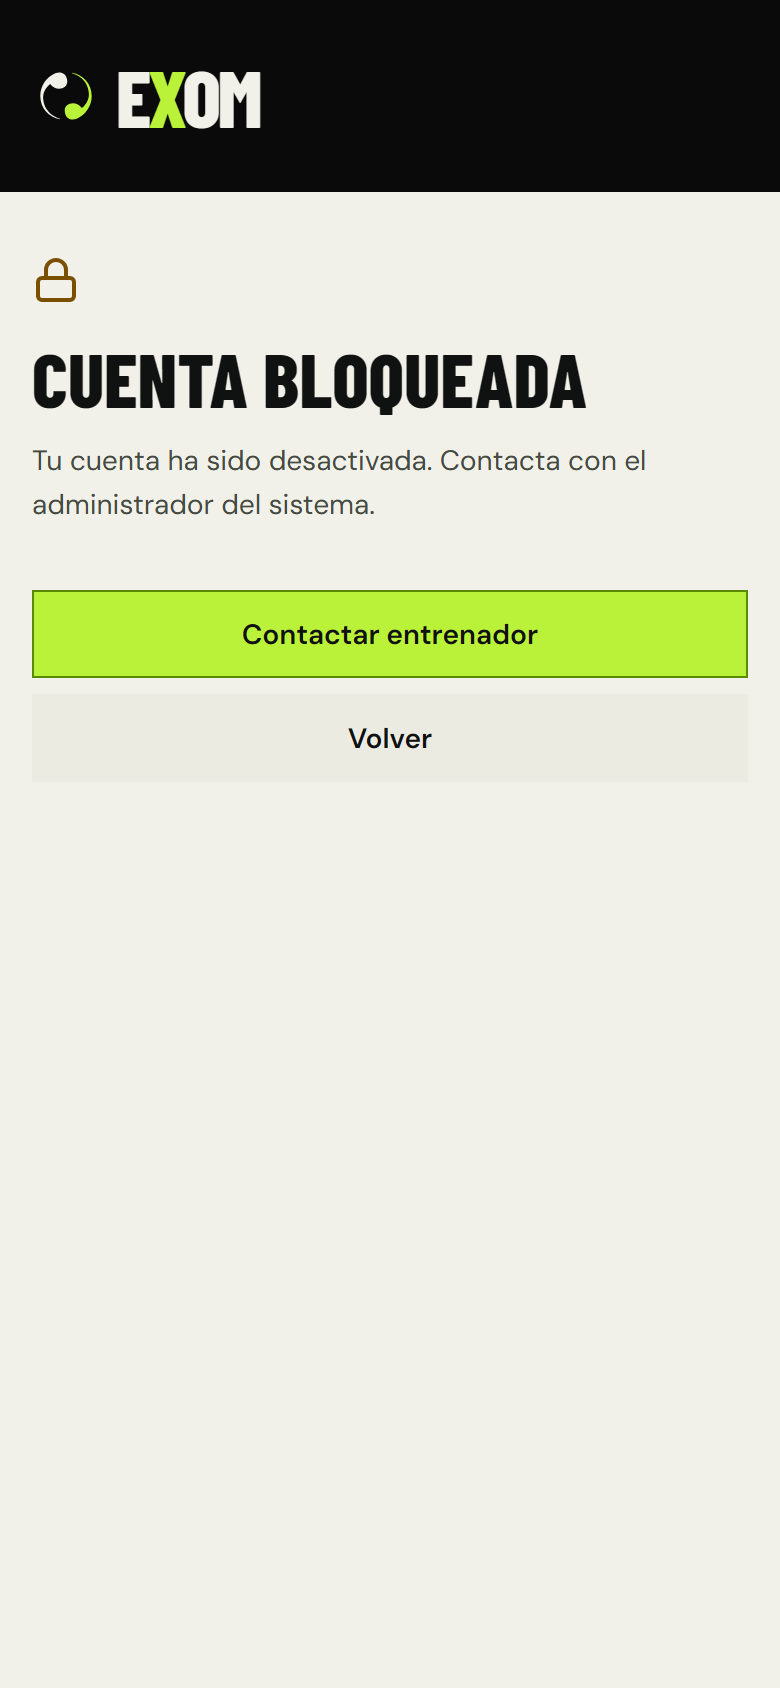 EXOM
CUENTA BLOQUEADA
Tu cuenta ha sido desactivada. Contacta con el
administrador del sistema.
Contactar entrenador
Volver